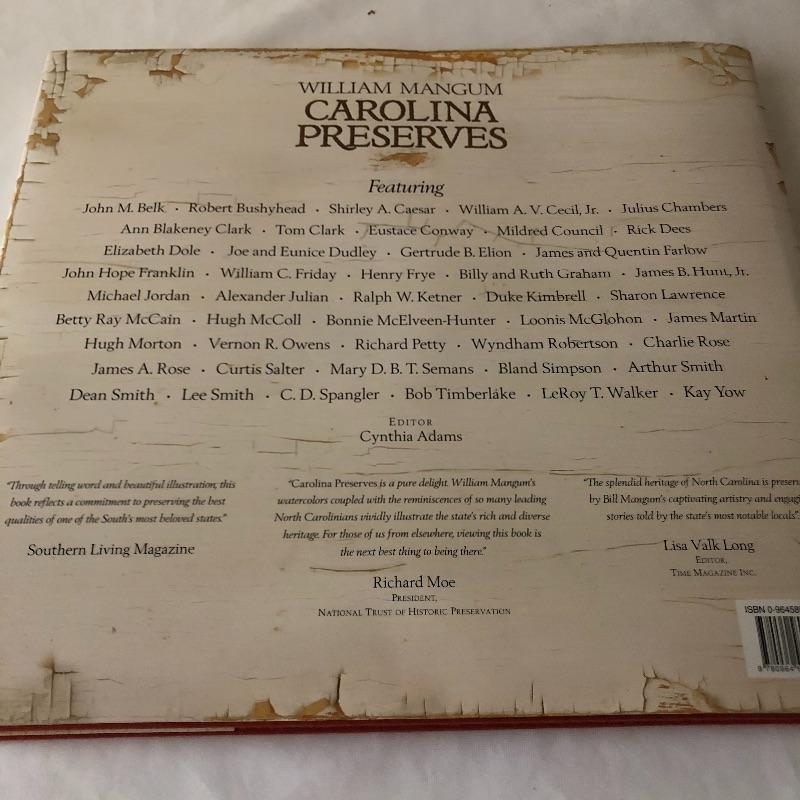 WILLIAM MANGUM
CAROLINA
PRESERVES
Featuring
John M. Belk · Robert Bushyhead · Shirley A. Caesar · William A. V. Cecil, Jr. · Julius Chambers
Ann Blakeney Clark · Tom Clark · Eustace Conway · Mildred Council · Rick Dees
Elizabeth Dole · Joe and Eunice Dudley · Gertrude B. Elion · James and Quentin Farlow
John Hope Franklin · William C. Friday · Henry Frye · Billy and Ruth Graham · James B. Hunt, Jr.
Michael Jordan · Alexander Julian · Ralph W. Ketner · Duke Kimbrell · Sharon Lawrence
Betty Ray McCain · Hugh McColl · Bonnie McElveen-Hunter · Loonis McGlohon · James Martin
Hugh Morton · Vernon R. Owens · Richard Petty · Wyndham Robertson · Charlie Rose
James A. Rose · Curtis Salter · Mary D. B. T. Semans · Bland Simpson · Arthur Smith
Dean Smith · Lee Smith · C. D. Spangler · Bob Timberlake · LeRoy T. Walker · Kay Yow
EDITOR
Cynthia Adams
"Through telling word and beautiful illustration, this
book reflects a commitment to preserving the best
qualities of one of the South's most beloved states."
Southern Living Magazine
"Carolina Preserves is a pure delight. William Mangum's
watercolors coupled with the reminiscences of so many leading
North Carolinians vividly illustrate the state's rich and diverse
heritage. For those of us from elsewhere, viewing this book is
the next best thing to being there."
Richard Moe
PRESIDENT,
NATIONAL TRUST OF HISTORIC PRESERVATION
"The splendid heritage of North Carolina is
by Bill Mangum's captivating artistry and
stories told by the state's most notable locals".
Lisa Valk Long
EDITOR,
TIME MAGAZINE INC.
ISBN 0-96458